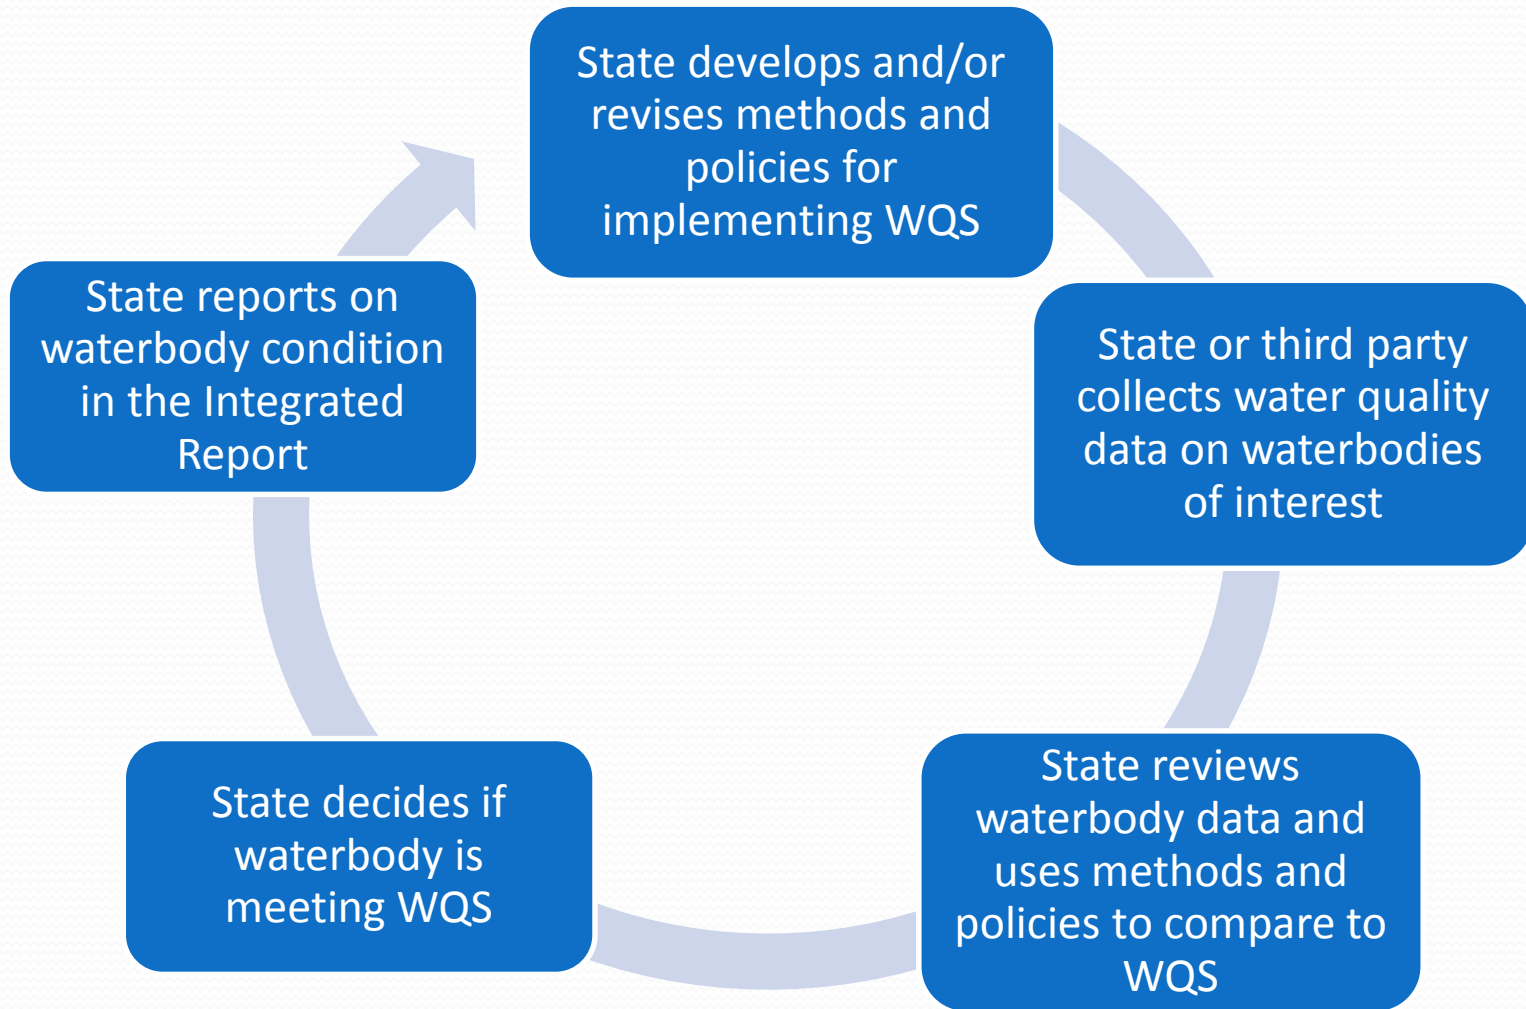 State develops and/or
revises methods and
policies for
implementing WQS
State or third party
collects water quality
data on waterbodies
of interest
State reviews
waterbody data and
uses methods and
policies to compare to
WQS
State decides if
waterbody is
meeting WQS
State reports on
waterbody condition
in the Integrated
Report